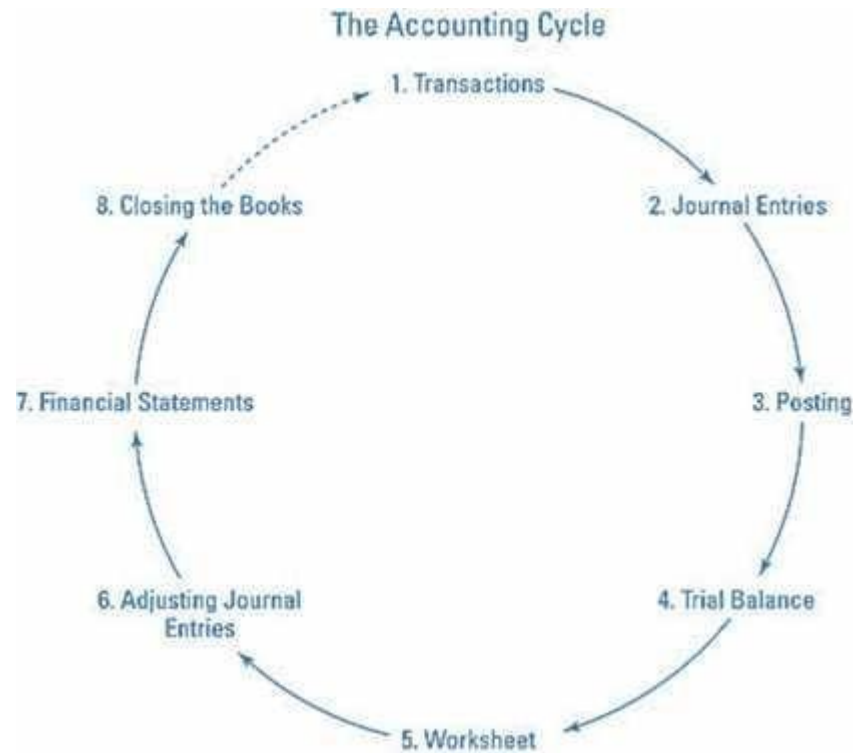 The Accounting Cycle
1. Transactions
2. Journal Entries
3. Posting
4. Trial Balance
5. Worksheet
6. Adjusting Journal
Entries
7. Financial Statements
8. Closing the Books